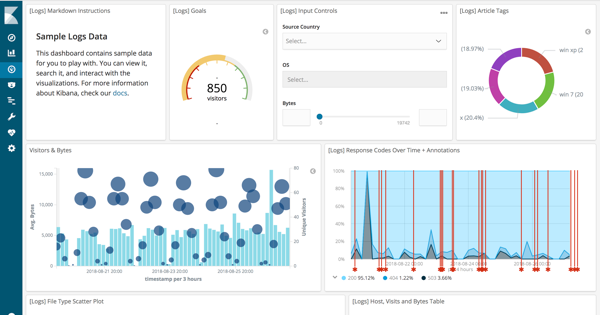 [Logs] Markdown Instructions
Sample Logs Data
This dashboard contains sample data
for you to play with. You can view it,
search it, and interact with the
visualizations. For more information
about Kibana, check our docs.
[Logs] Goals
850
visitors
[Logs] Input Controls
Source Country
Select...
OS
Select...
Bytes
0
19742
[Logs] Article Tags
(18.97%)
win xp (2
(19.03%)
win 7 (20
x (20.4%)
Visitors & Bytes
15,000
10,000
5,000
0
Avg. Bytes
80
60
40
20
0
Unique Visitors
2018-08-21 20:00
2018-08-23 20:00
2018-08-25 20:00
timestamp per 3 hours
[Logs] Response Codes Over Time + Annotations
100%
80%
60%
40%
20%
0%
2018-08-22 20:00
200 95.12%
404 1.22%
503 3.66%
[Logs] File Type Scatter Plot
[Logs] Host, Visits and Bytes Table